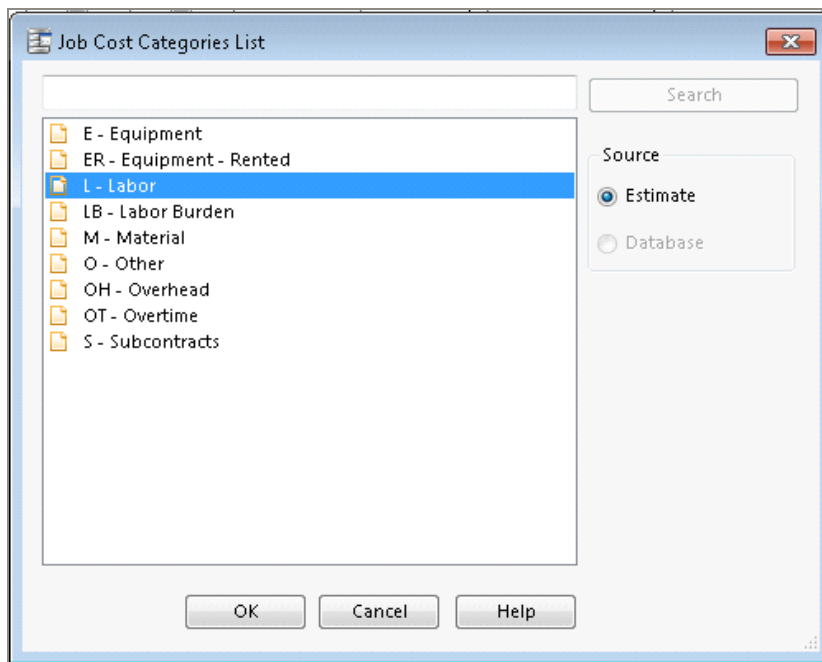 Job Cost Categories List
Search
E - Equipment
ER - Equipment - Rented
L - Labor
LB - Labor Burden
M - Material
O - Other
OH - Overhead
OT - Overtime
S - Subcontracts
Source
Estimate
Database
OK Cancel Help